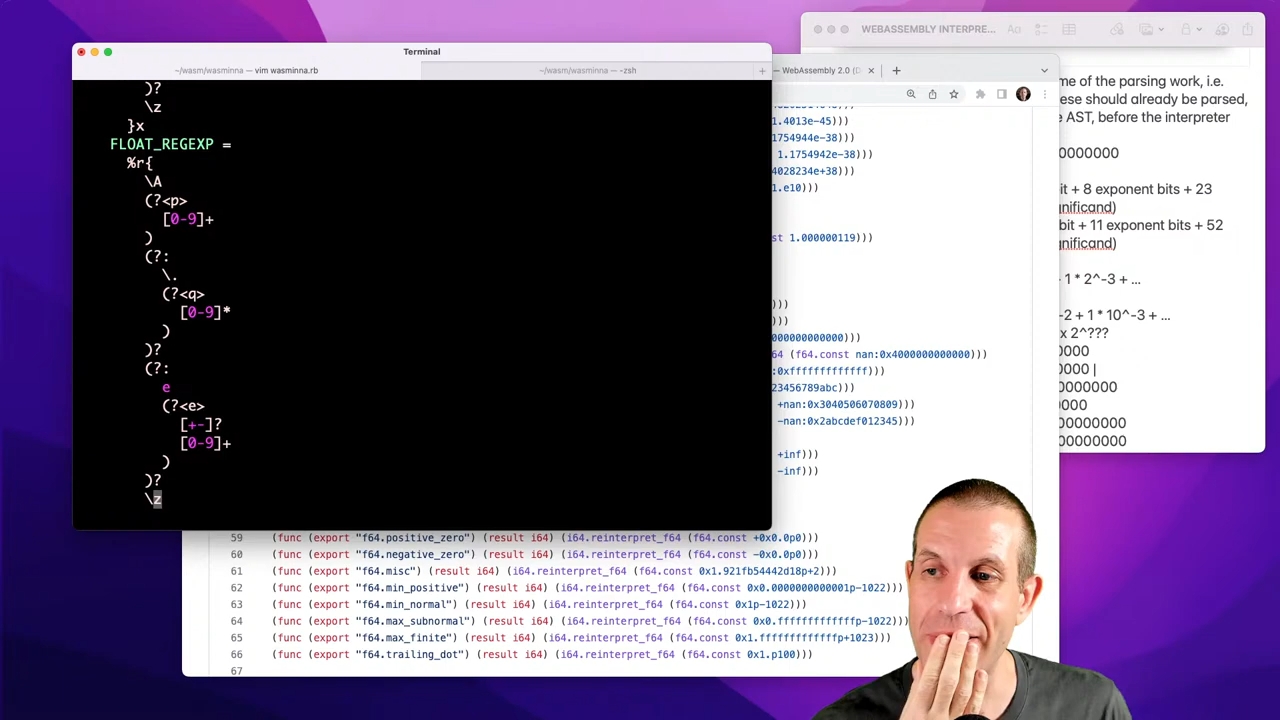 Terminal
~/wasm/wasminna — vim wasminna.rb
~/wasm/wasminna — -zsh
)?
\z
}x
FLOAT_REGEXP =
%r{
\A
(?<p>
[0-9]+
)
(?:
\.
(?<q>
[0-9]*
)
)?
(?:
e
(?<e>
[+-]?
[0-9]+
)
)?
\z
WEBASSEMBLY INTERPRE...
Aa
WebAssembly 2.0 (D
1.4013e-45)))
1754944e-38)))
1.1754942e-38)))
4028234e+38)))
1.e10)))
st 1.000000119)))
)))
)))
000000000000)))
64 (f64.const nan:0x4000000000000)))
:0xfffffffffffff)))
23456789abc)))
+nan:0x3040506070809)))
-nan:0x2abcdef012345)))
+inf)))
-inf)))
59 (func (export "f64.positive_zero") (result i64) (i64.reinterpret_f64 (f64.const +0x0.0p0)))
60 (func (export "f64.negative_zero") (result i64) (i64.reinterpret_f64 (f64.const -0x0.0p0)))
61 (func (export "f64.misc") (result i64) (i64.reinterpret_f64 (f64.const 0x1.921fb54442d18p+2)))
62 (func (export "f64.min_positive") (result i64) (i64.reinterpret_f64 (f64.const 0x0.0000000000001p-1022)))
63 (func (export "f64.min_normal") (result i64) (i64.reinterpret_f64 (f64.const 0x1p-1022)))
64 (func (export "f64.max_subnormal") (result i64) (i64.reinterpret_f64 (f64.const 0x0.fffffffffffffp-1022)))
65 (func (export "f64.max_finite") (result i64) (i64.reinterpret_f64 (f64.const 0x1.fffffffffffffp+1023)))
66 (func (export "f64.trailing_dot") (result i64) (i64.reinterpret_f64 (f64.const 0x1.p100)))
67
me of the parsing work, i.e.
ese should already be parsed,
e AST, before the interpreter
0000000
bit + 8 exponent bits + 23
gnificand)
bit + 11 exponent bits + 52
gnificand)
1 * 2^-3 + ...
-2 + 1 * 10^-3 + ...
x 2^???
0000
0000 |
0000000
0000
00000000
00000000